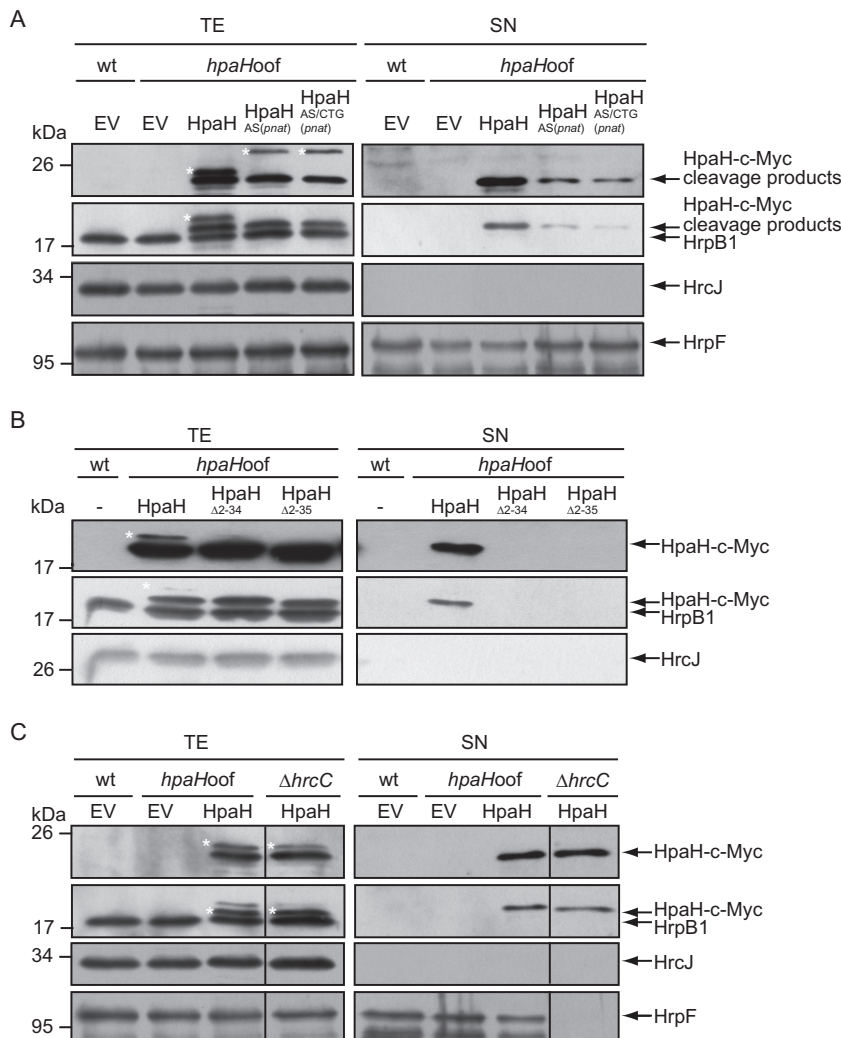 A
TE SN
wt hpaHoof wt hpaHoof
EV EV HpaH HpaH AS(pnat) HpaH AS/CTG (pnat) EV EV HpaH HpaH AS(pnat) HpaH AS/CTG (pnat)
kDa
26
HpaH-c-Myc
cleavage products
* * *
HpaH-c-Myc
cleavage products
*
17
HrpB1
34
HrcJ
HrpF
95
B
TE SN
wt hpaHoof wt hpaHoof
kDa - HpaH HpaH Δ2-34 HpaH Δ2-35 - HpaH HpaH Δ2-34 HpaH Δ2-35
*
HpaH-c-Myc
17
*
HpaH-c-Myc
17
HrpB1
HrcJ
26
C
TE SN
wt hpaHoof ΔhrcC wt hpaHoof ΔhrcC
kDa EV EV HpaH HpaH EV EV HpaH HpaH
26
* *
HpaH-c-Myc
* *
HpaH-c-Myc
17
HrpB1
34
HrcJ
HrpF
95